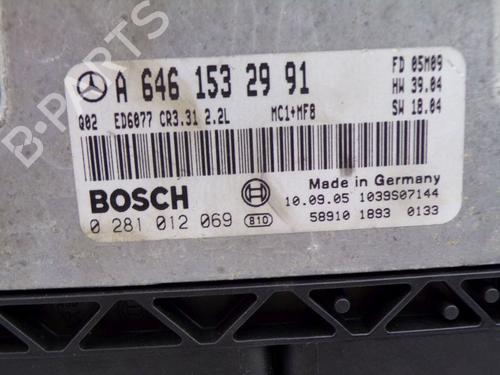 A 646 153 29 91
FD 05M09
HW 39.04
SW 18.04
Q02 ED6077 CR3.31 2.2L MC1+MF8
BOSCH
0 281 012 069 810
Made in Germany
10.09.05 1039S07144
58910 1893 0133
B-PARTS